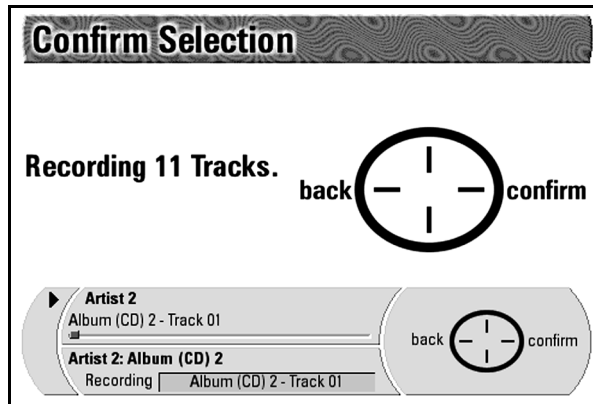 Confirm Selection
Recording 11 Tracks.
back confirm
Artist 2
Album (CD) 2 - Track 01
Artist 2: Album (CD) 2
Recording Album (CD) 2 - Track 01
back confirm